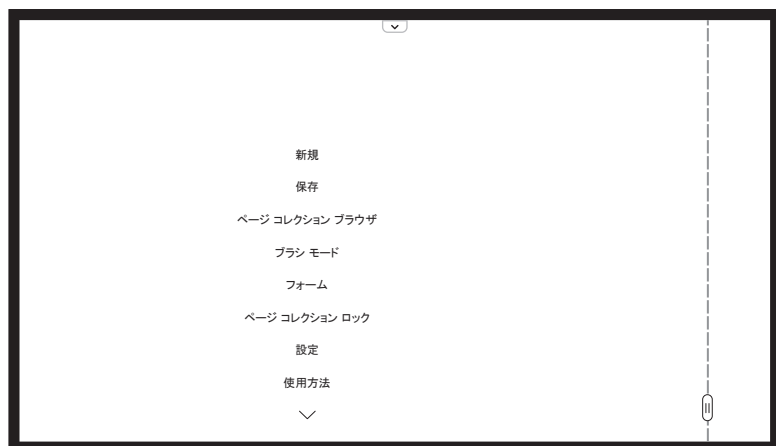 新規
保存
ページ コレクション ブラウザ
ブラシ モード
フォーム
ページ コレクション ロック
設定
使用方法